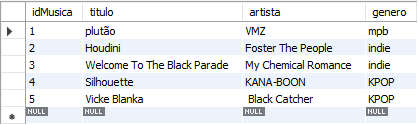 idMusica titulo artista genero
1 plutão VMZ mpb
2 Houdini Foster The People indie
3 Welcome To The Black Parade My Chemical Romance indie
4 Silhouette KANA-BOON KPOP
5 Vicke Blanka Black Catcher KPOP
NULL NULL NULL NULL